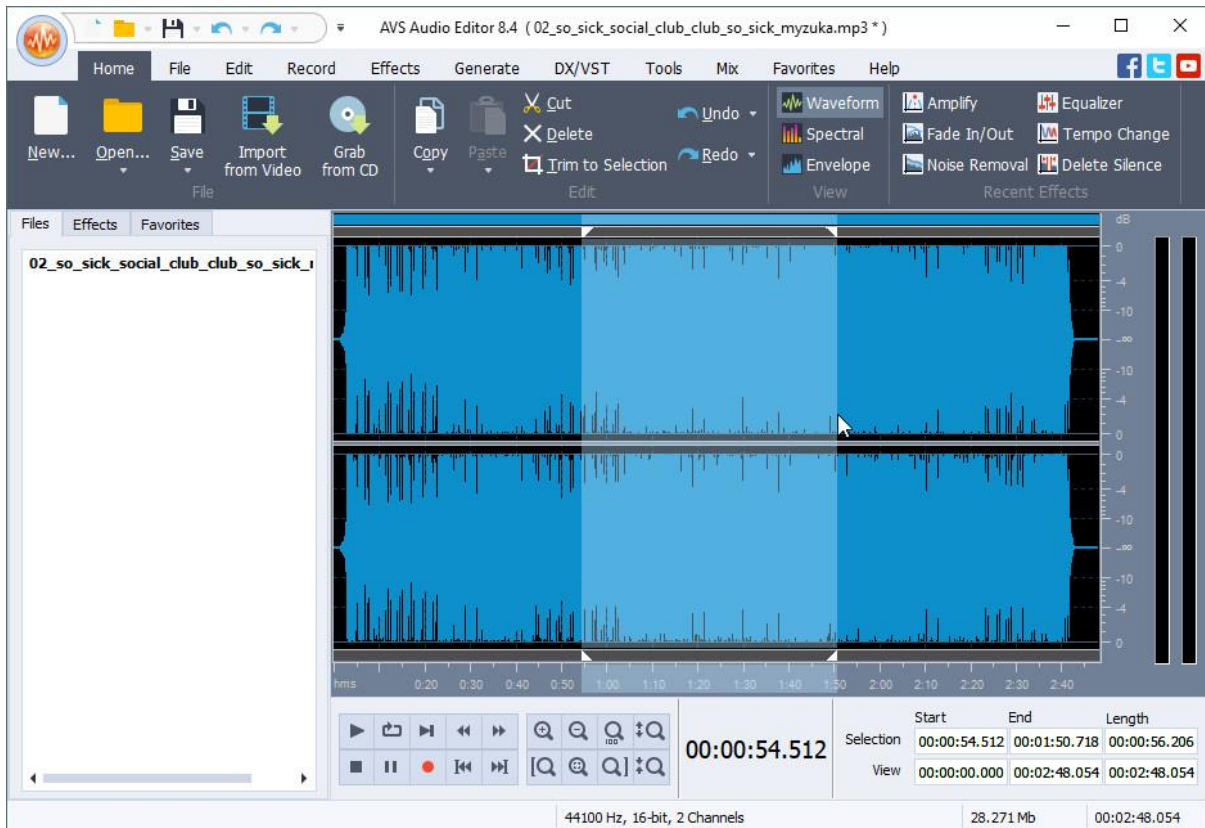 AVS Audio Editor 8.4 ( 02_so_sick_social_club_club_so_sick_myzuka.mp3 * )
Home File Edit Record Effects Generate DX/VST Tools Mix Favorites Help
New... Open... Save Import from Video Grab from CD
File
Copy Paste
Cut
Delete
Trim to Selection
Undo
Redo
Edit
Waveform
Spectral
Envelope
View
Amplify
Fade In/Out
Noise Removal
Equalizer
Tempo Change
Delete Silence
Recent Effects
Files Effects Favorites
02_so_sick_social_club_club_so_sick_
dB
0
-4
-10
-∞
-10
-4
0
0
-4
-10
-∞
-10
-4
0
hms 0:20 0:30 0:40 0:50 1:00 1:10 1:20 1:30 1:40 1:50 2:00 2:10 2:20 2:30 2:40
100
00:00:54.512
Start End Length
Selection 00:00:54.512 00:01:50.718 00:00:56.206
View 00:00:00.000 00:02:48.054 00:02:48.054
44100 Hz, 16-bit, 2 Channels 28.271 Mb 00:02:48.054